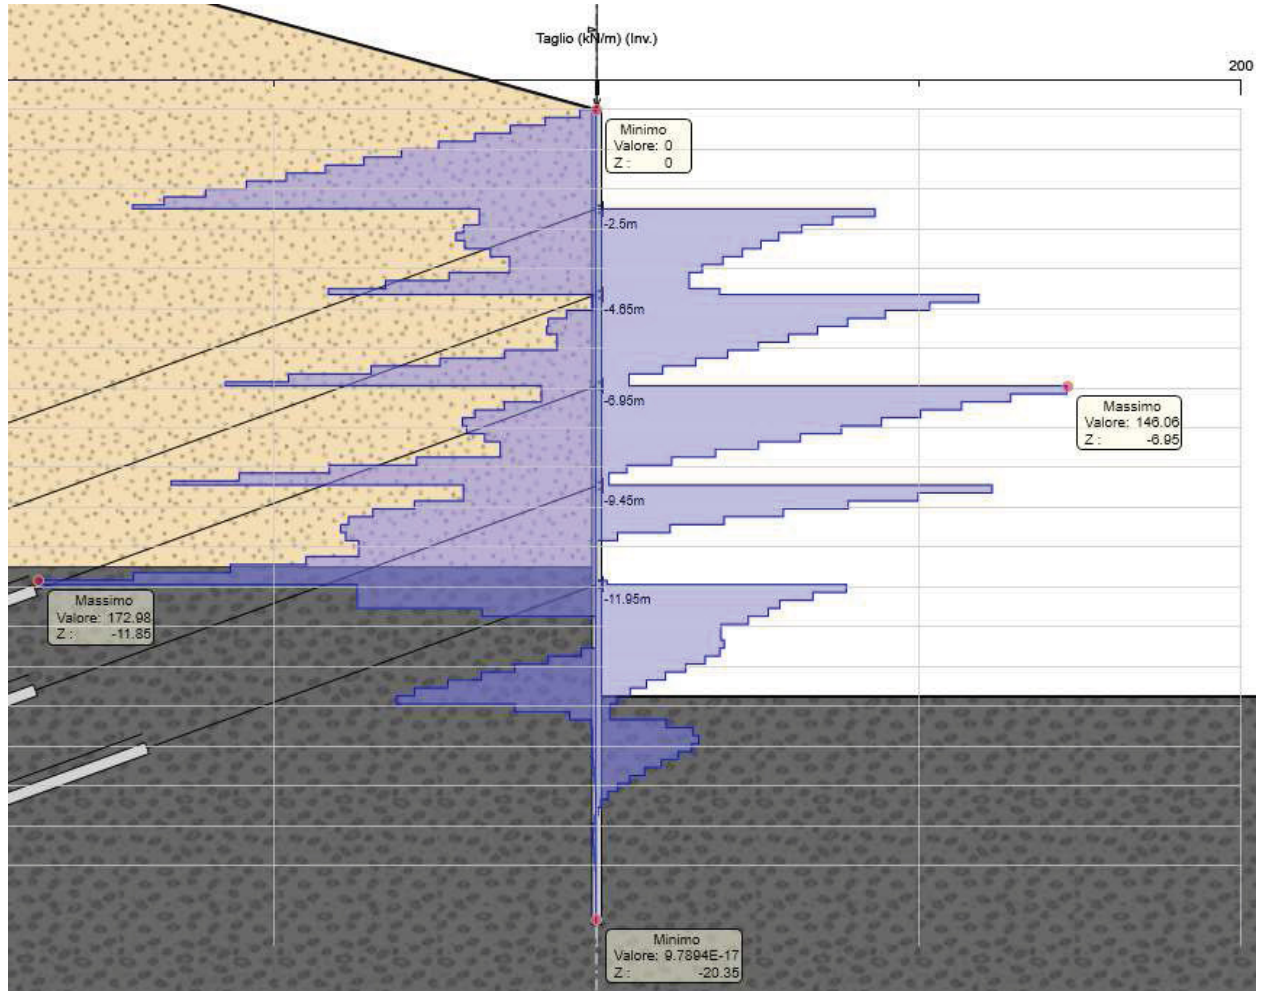 Taglio (kN/m) (Inv.)
200
Minimo
Valore: 0
Z : 0
-2.5m
-4.65m
-6.95m
Massimo
Valore: 146.06
Z : -6.95
-9.45m
-11.95m
Massimo
Valore: 172.98
Z : -11.85
Minimo
Valore: 9.7894E-17
Z : -20.35